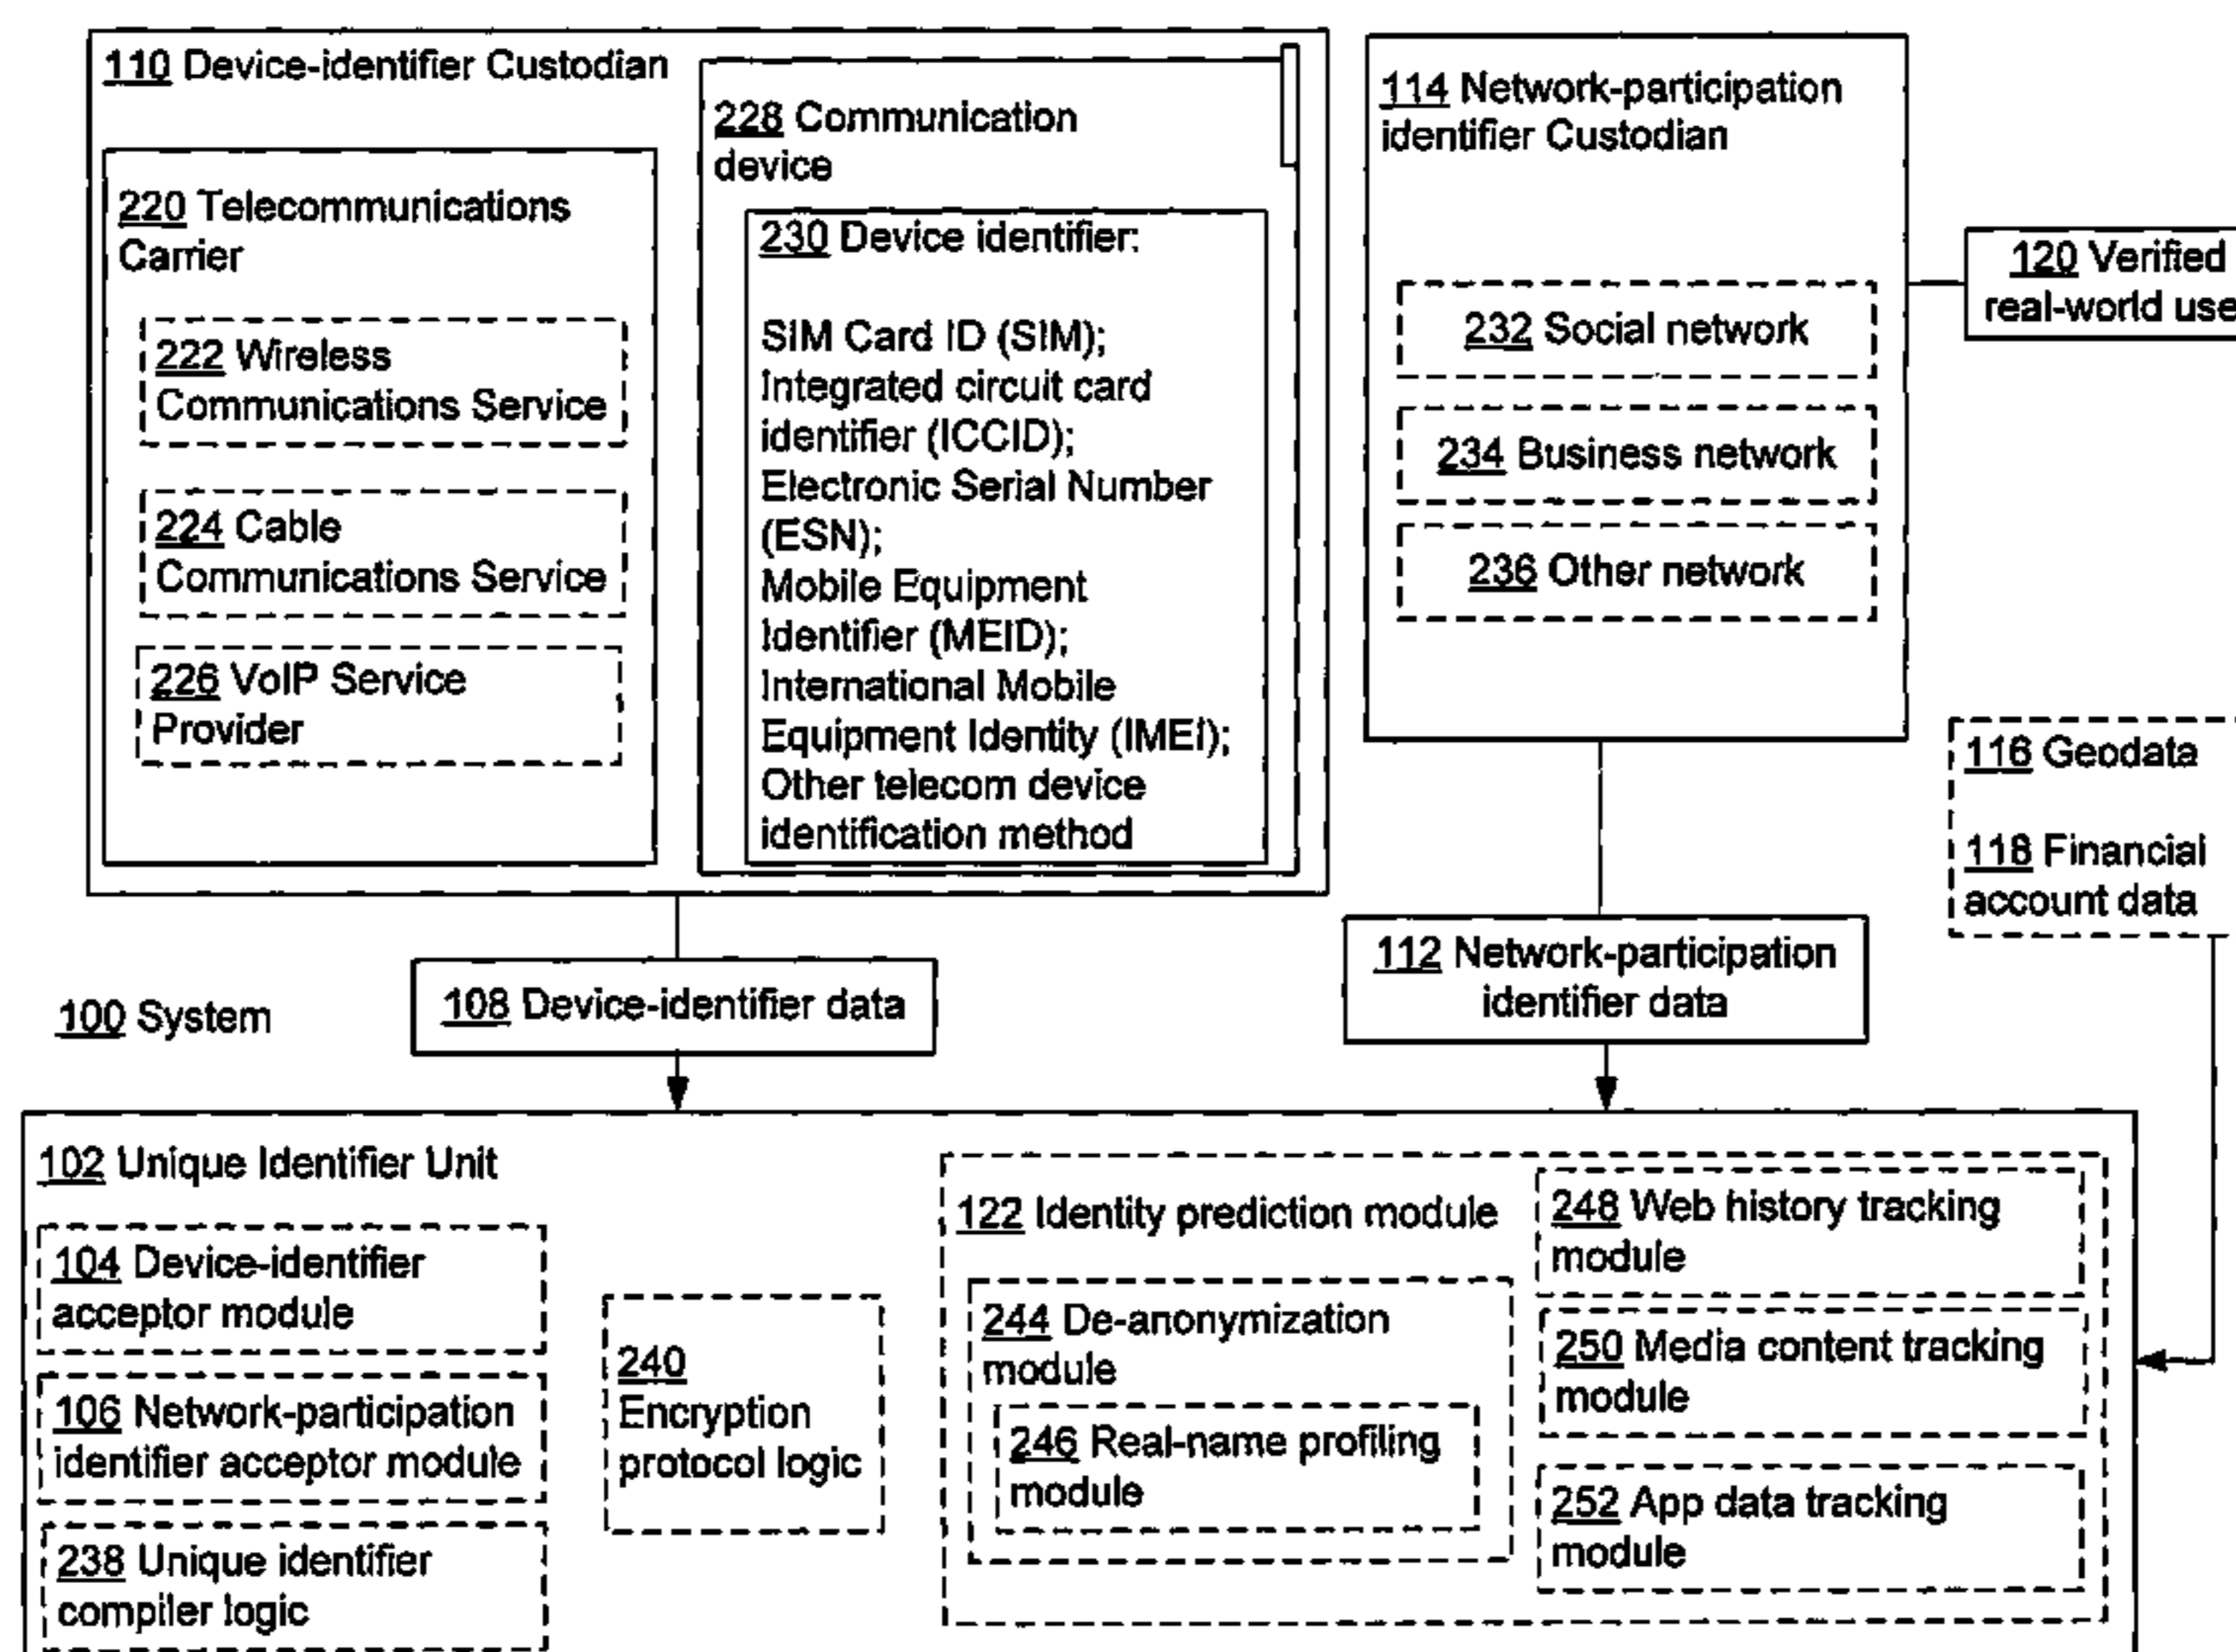 110 Device-identifier Custodian
220 Telecommunications
Carrier
222 Wireless
Communications Service
224 Cable
Communications Service
226 VoIP Service
Provider
228 Communication
device
230 Device identifier:
SIM Card ID (SIM);
Integrated circuit card
identifier (ICCID);
Electronic Serial Number
(ESN);
Mobile Equipment
Identifier (MEID);
International Mobile
Equipment Identity (IMEI);
Other telecom device
identification method
114 Network-participation
identifier Custodian
232 Social network
234 Business network
236 Other network
120 Verified
real-world use
116 Geodata
118 Financial
account data
100 System
108 Device-identifier data
112 Network-participation
identifier data
102 Unique Identifier Unit
104 Device-identifier
acceptor module
106 Network-participation
identifier acceptor module
238 Unique identifier
compiler logic
240
Encryption
protocol logic
122 Identity prediction module
244 De-anonymization
module
246 Real-name profiling
module
248 Web history tracking
module
250 Media content tracking
module
252 App data tracking
module